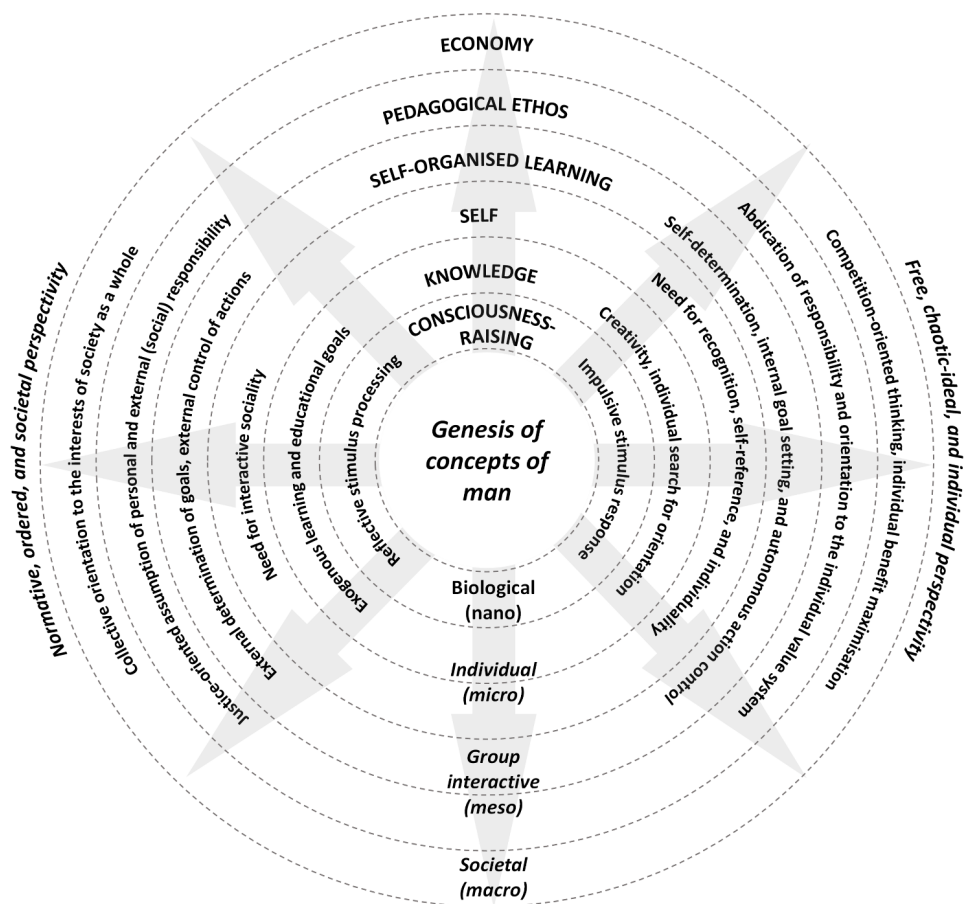 ECONOMY
PEDAGOGICAL ETHOS
SELF-ORGANISED LEARNING
SELF
KNOWLEDGE
CONSCIOUSNESS-
RAISING
Normative, ordered, and societal perspectivity
Collective orientation to the interests of society as a whole
Justice-oriented assumption of personal and external (social) responsibility
External determination of goals, external control of actions
Need for interactive sociality
Exogenous learning and educational goals
Reflective stimulus processing
Genesis of
concepts of
man
Impulsive stimulus response
Creativity, individual search for orientation
Need for recognition, self-reference, and individuality
Self-determination, internal goal setting, and autonomous action control
Abdication of responsibility and orientation to the individual value system
Competition-oriented thinking, individual benefit maximisation
Free, chaotic-ideal, and individual perspectivity
Biological
(nano)
Individual
(micro)
Group
interactive
(meso)
Societal
(macro)